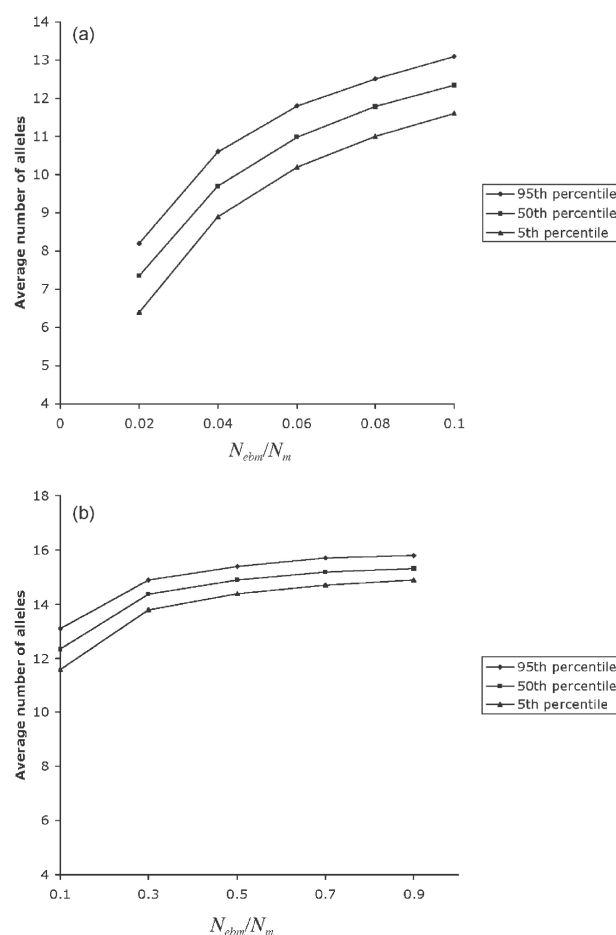 (a)
Average number of alleles
14
13
12
11
10
9
8
7
6
5
4
0
0.02
0.04
0.06
0.08
0.1
N_ebm/N_m
95th percentile
50th percentile
5th percentile
(b)
Average number of alleles
18
16
14
12
10
8
6
4
0.1
0.3
0.5
0.7
0.9
N_ebm/N_m
95th percentile
50th percentile
5th percentile